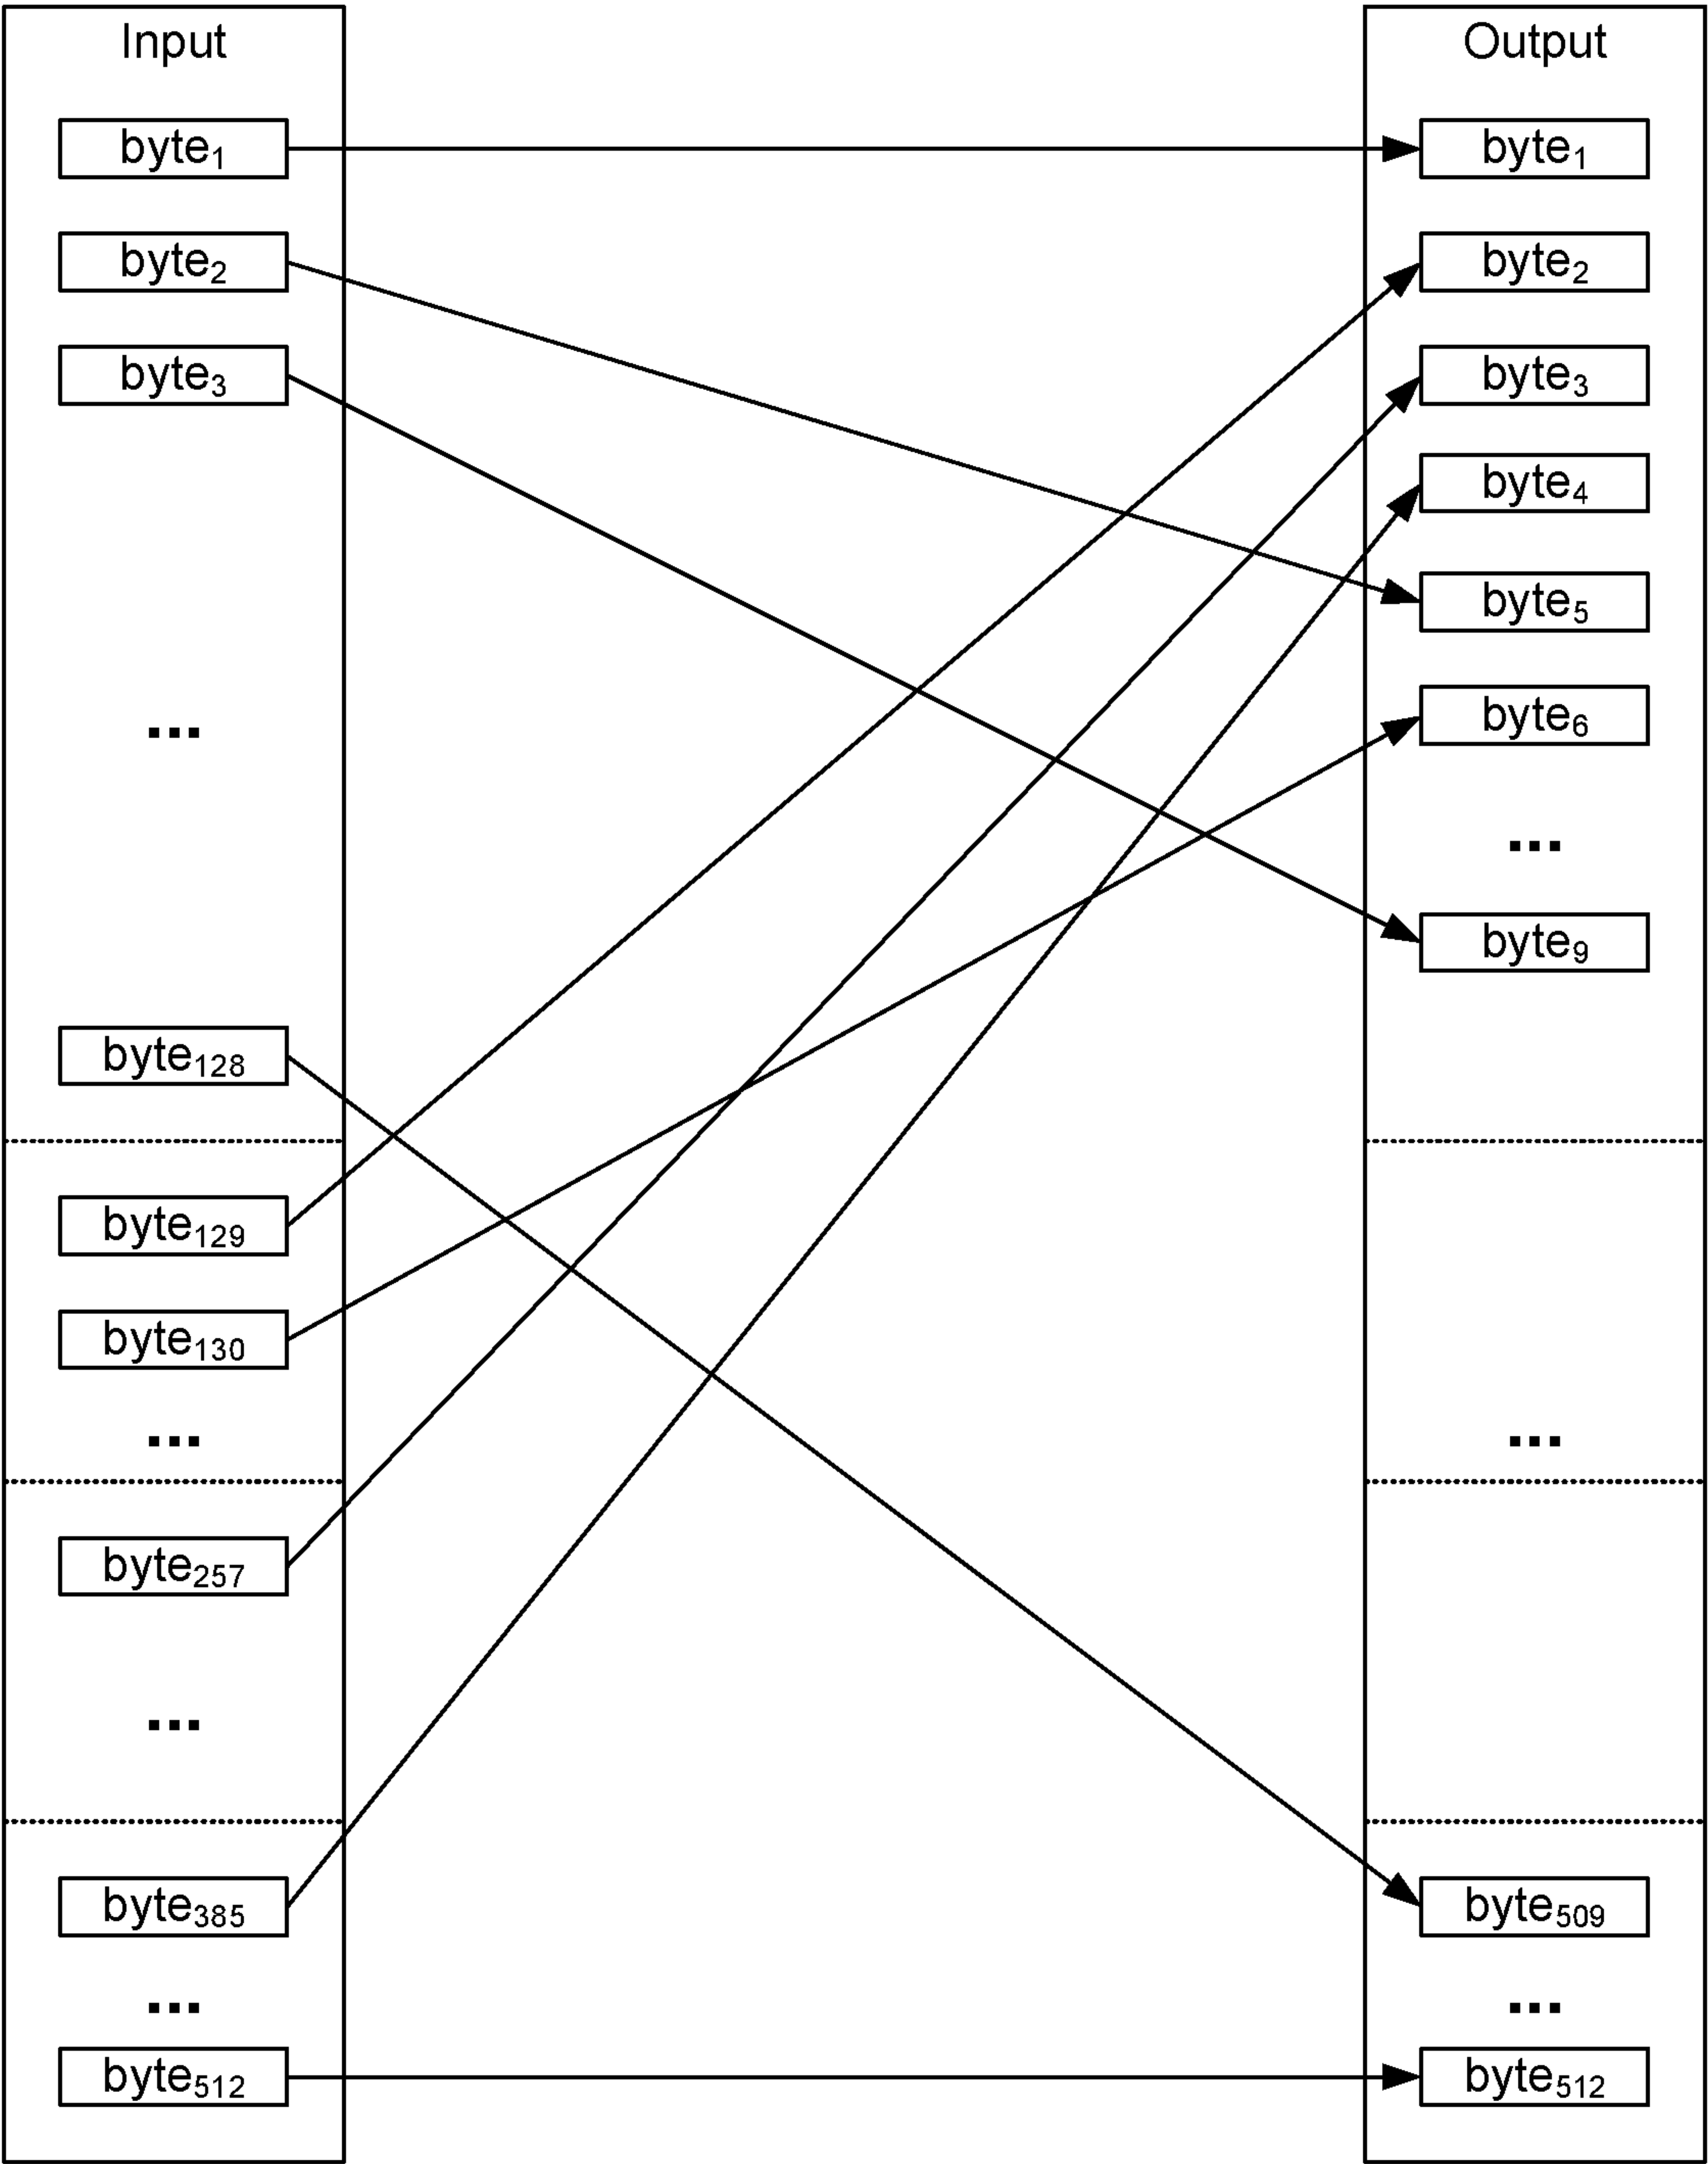 Input
byte₁
byte₂
byte₃
...
byte₁₂₈
byte₁₂₉
byte₁₃₀
...
byte₂₅₇
...
byte₃₈₅
...
byte₅₁₂
Output
byte₁
byte₂
byte₃
byte₄
byte₅
byte₆
...
byte₉
...
byte₅₀₉
...
byte₅₁₂